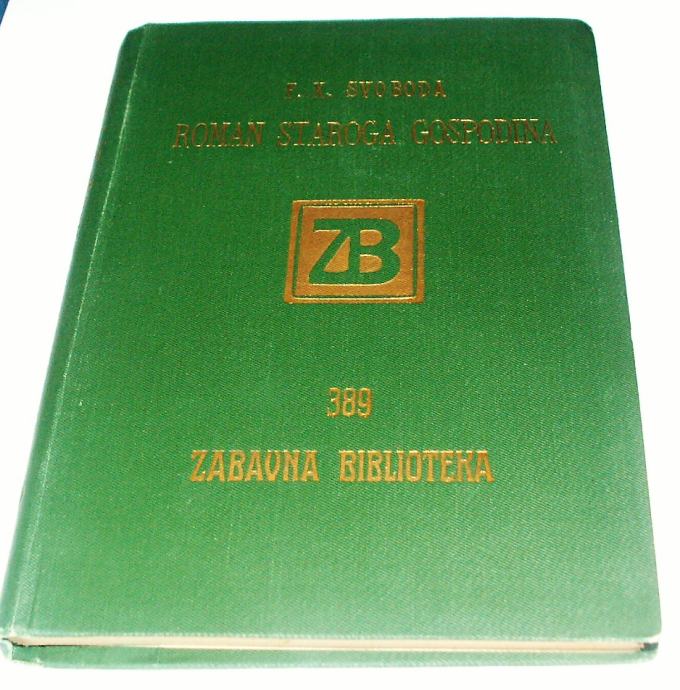 F. X. SVOBODA
ROMAN STAROGA GOSPODINA
ZB
389
ZABAVNA BIBLIOTEKA